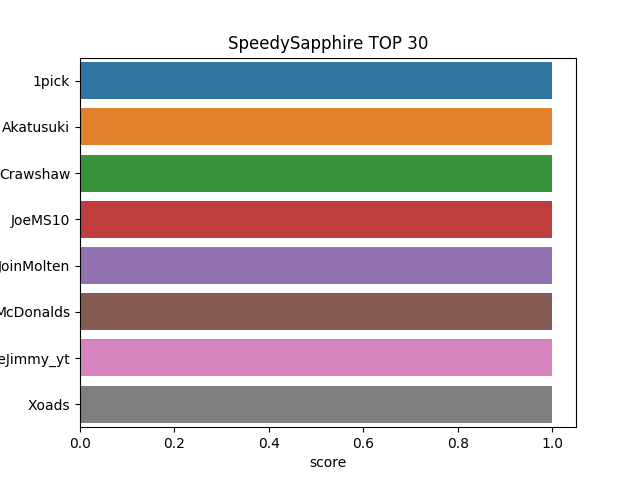 SpeedySapphire TOP 30
1pick
Akatusuki
Crawshaw
JoeMS10
JoinMolten
McDonalds
eJimmy_yt
Xoads
0.0 0.2 0.4 0.6 0.8 1.0
score